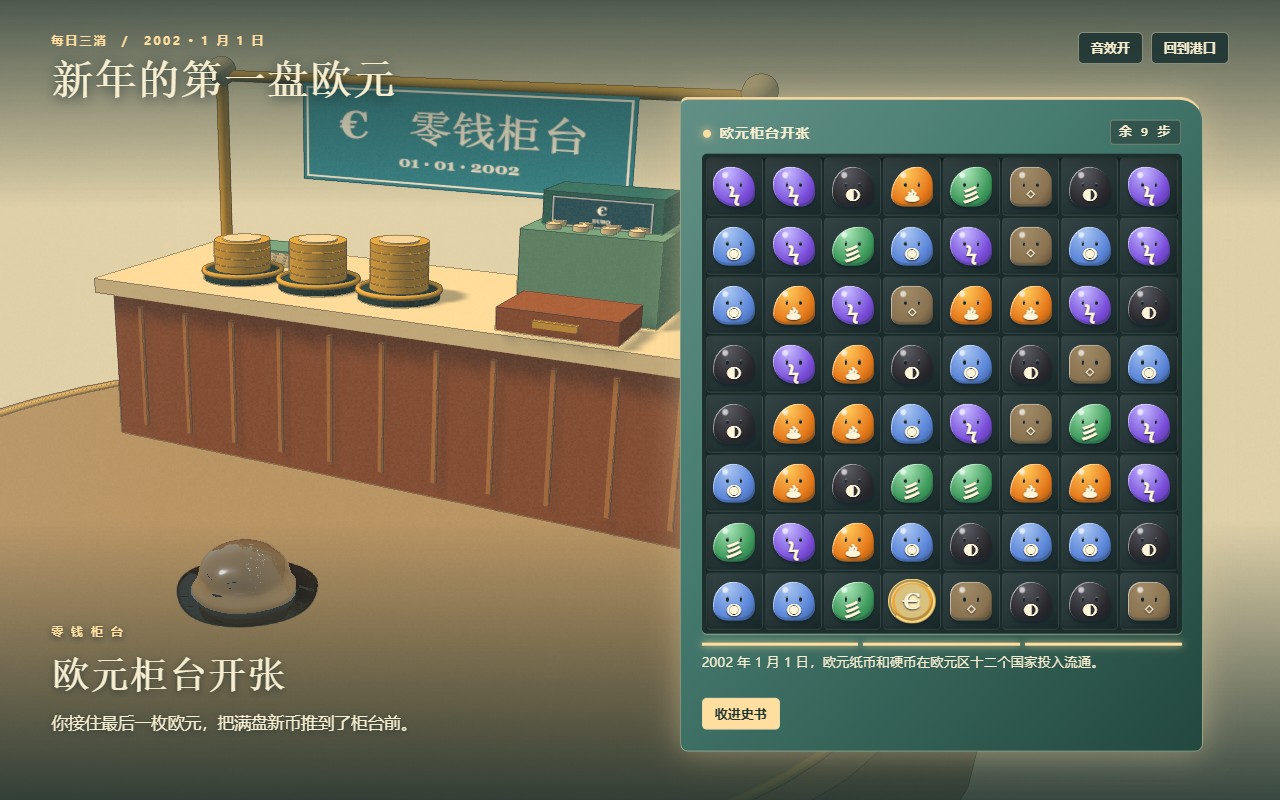 每日三消 / 2002·1月1日
新年的第一盘欧元
音效开
回到港口
€ 零钱柜台
01·01·2002
€
EURO
欧元柜台开张
余 9 步
€
2002 年 1 月 1 日，欧元纸币和硬币在欧元区十二个国家投入流通。
收进史书
零钱柜台
欧元柜台开张
你接住最后一枚欧元，把满盘新币推到了柜台前。